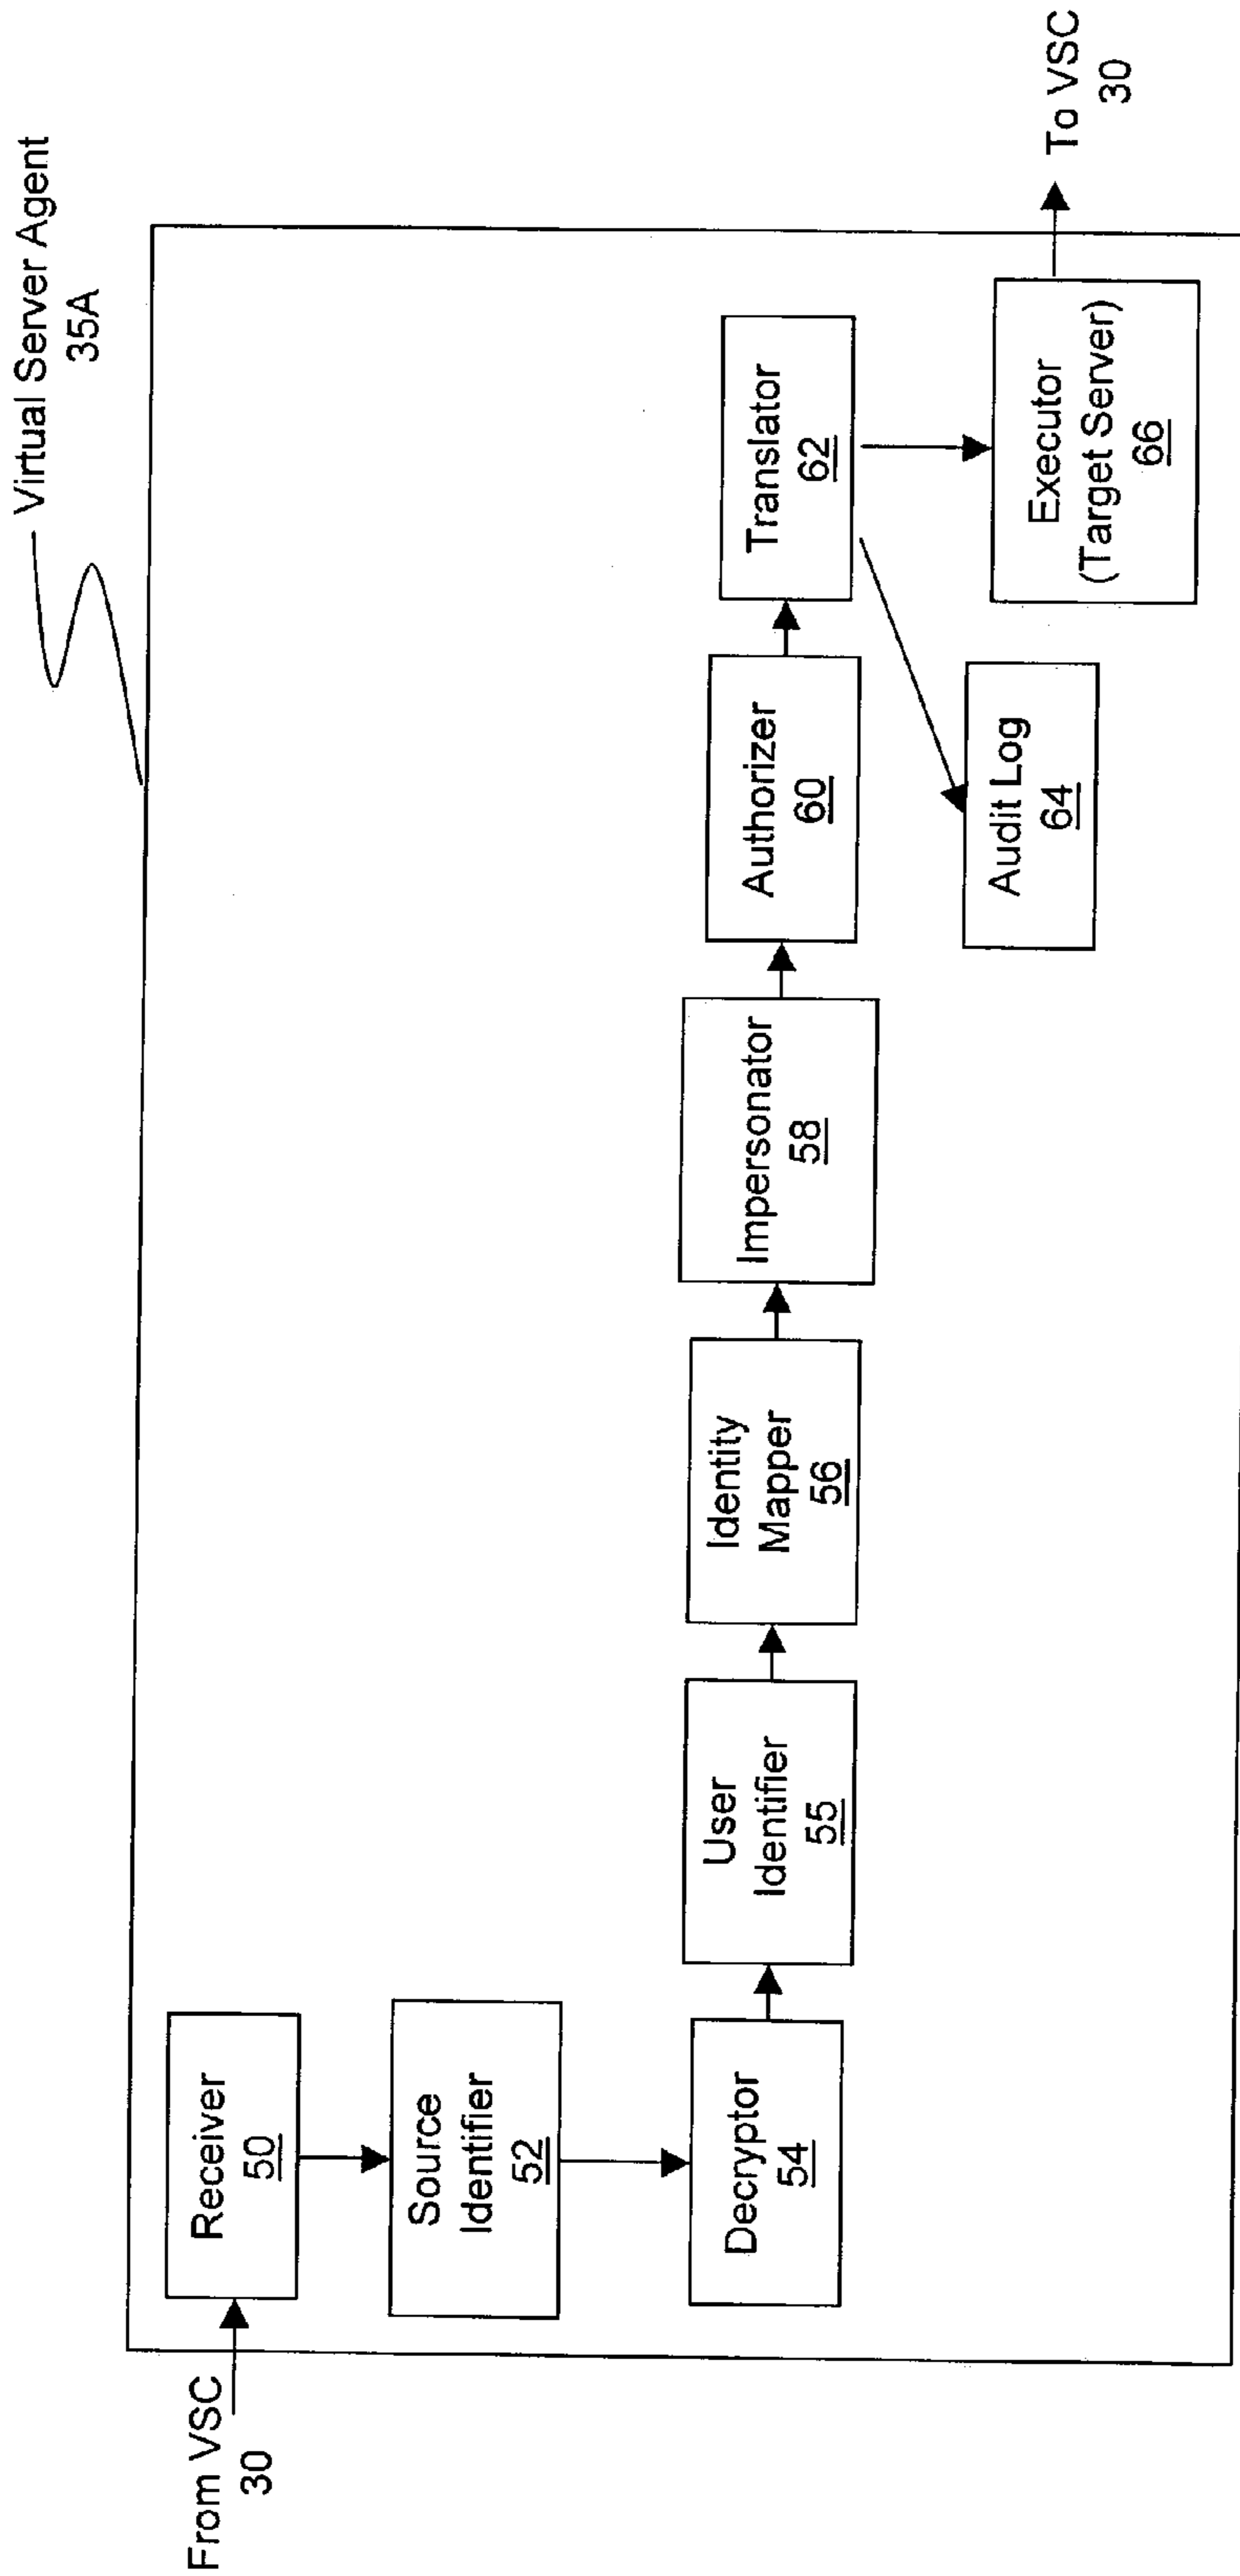 Virtual Server Agent
35A
From VSC
30
Receiver
50
Source
Identifier
52
Decryptor
54
User
Identifier
55
Identity
Mapper
56
Impersonator
58
Authorizer
60
Translator
62
Audit Log
64
Executor
(Target Server)
66
To VSC
30